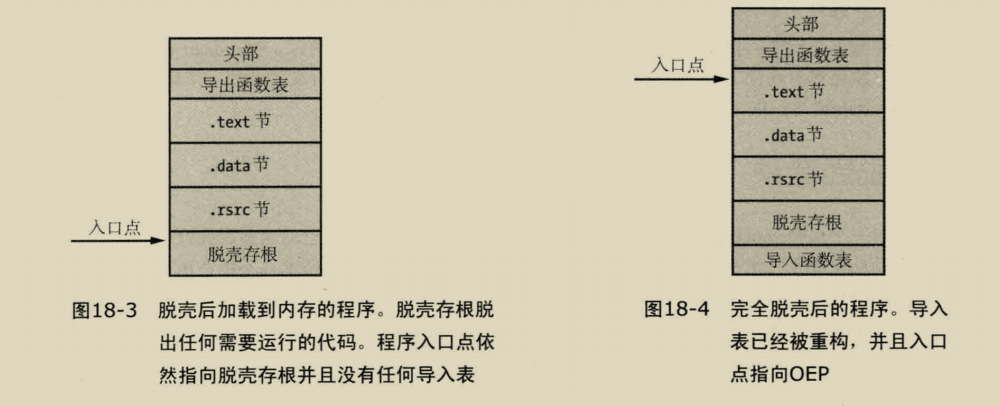 头部
导出函数表
.text 节
.data 节
.rsrc 节
入口点
脱壳存根
图18-3 脱壳后加载到内存的程序。脱壳存根脱
出任何需要运行的代码。程序入口点依
然指向脱壳存根并且没有任何导入表
头部
导出函数表
入口点
.text 节
.data 节
.rsrc 节
脱壳存根
导入函数表
图18-4 完全脱壳后的程序。导入
表已经被重构，并且入口
点指向OEP